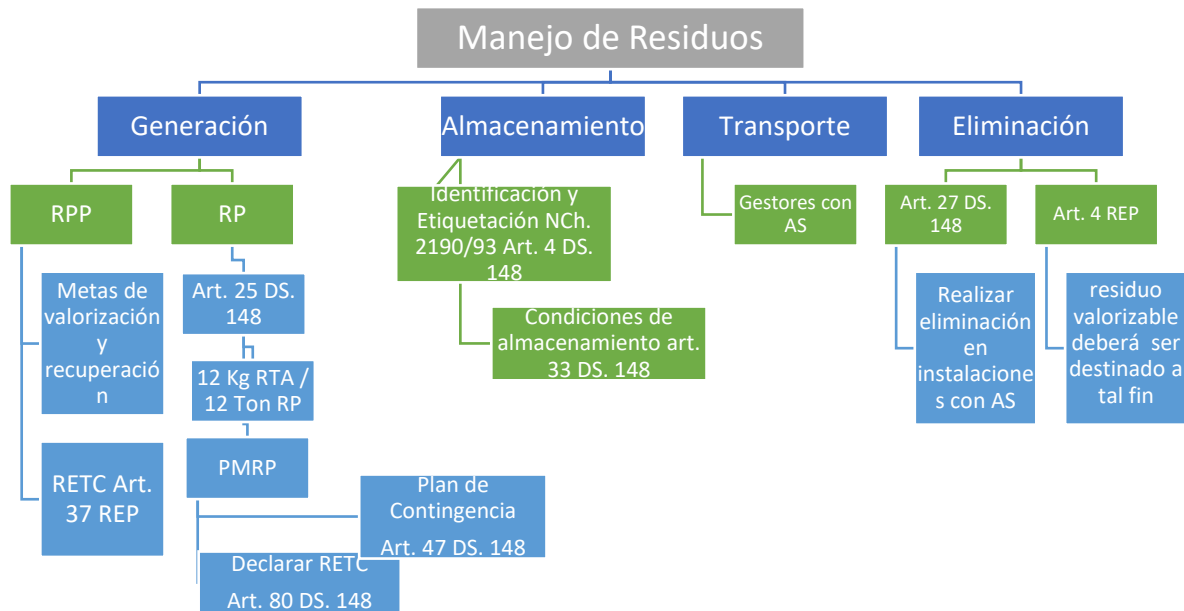 Manejo de Residuos
Generación
Almacenamiento
Transporte
Eliminación
RPP
RP
Identificación y
Etiquetación NCh.
2190/93 Art. 4 DS.
148
Gestores con
AS
Art. 27 DS.
148
Art. 4 REP
Metas de
valorización
y
recuperació
n
Art. 25 DS.
148
Condiciones de
almacenamiento art.
33 DS. 148
Realizar
eliminación
en
instalacione
s con AS
residuo
valorizable
deberá ser
destinado a
tal fin
12 Kg RTA /
12 Ton RP
RETC Art.
37 REP
PMRP
Plan de
Contingencia
Art. 47 DS. 148
Declarar RETC
Art. 80 DS. 148